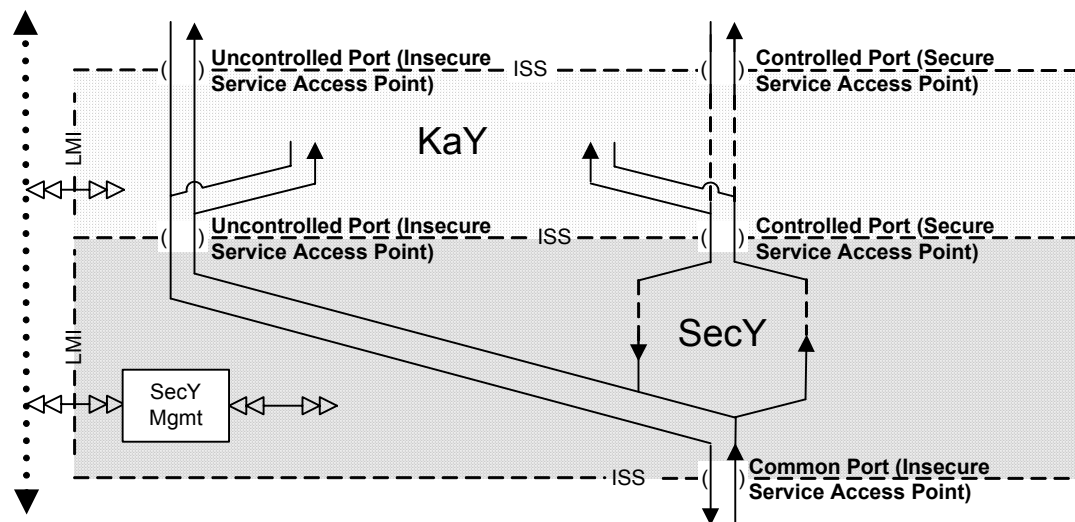 Uncontrolled Port (Insecure
Service Access Point)
ISS
Controlled Port (Secure
Service Access Point)
LMI
KaY
Uncontrolled Port (Insecure
Service Access Point)
ISS
Controlled Port (Secure
Service Access Point)
LMI
SecY
SecY
Mgmt
ISS
Common Port (Insecure
Service Access Point)